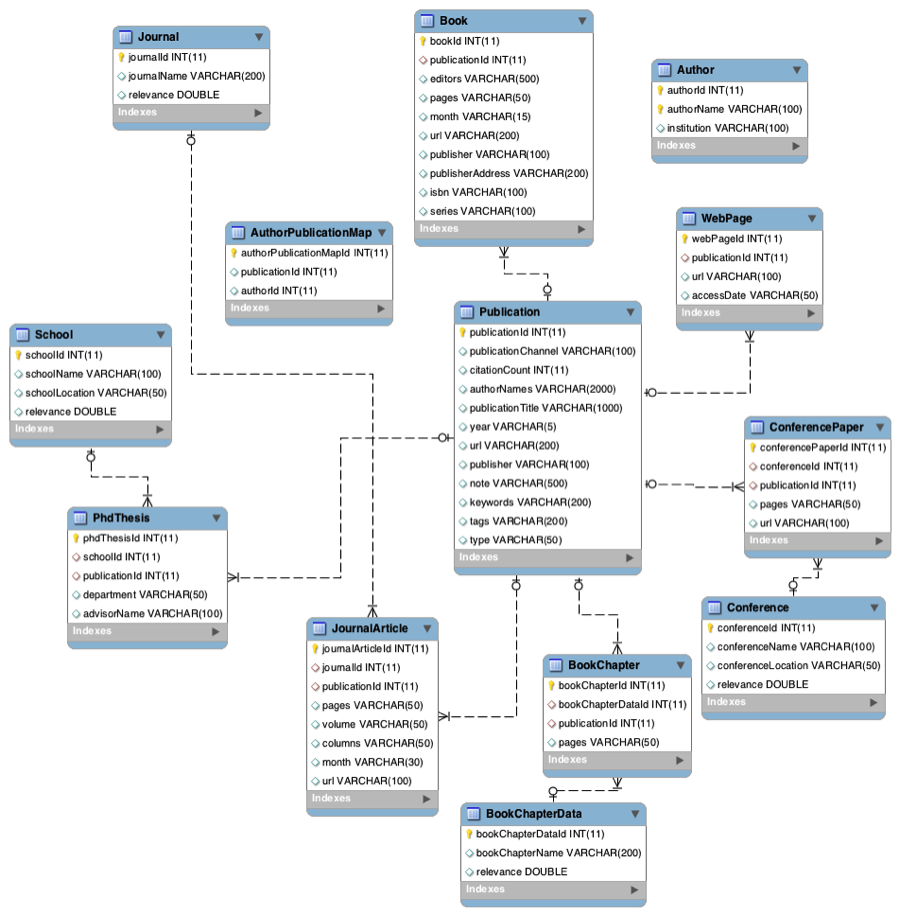 Journal
journalId INT(11)
journalName VARCHAR(200)
relevance DOUBLE
Indexes
Book
bookId INT(11)
publicationId INT(11)
editors VARCHAR(500)
pages VARCHAR(50)
month VARCHAR(15)
url VARCHAR(200)
publisher VARCHAR(100)
publisherAddress VARCHAR(200)
isbn VARCHAR(100)
series VARCHAR(100)
Indexes
Author
authorId INT(11)
authorName VARCHAR(100)
institution VARCHAR(100)
Indexes
AuthorPublicationMap
authorPublicationMapId INT(11)
publicationId INT(11)
authorId INT(11)
Indexes
WebPage
webPageId INT(11)
publicationId INT(11)
url VARCHAR(100)
accessDate VARCHAR(50)
Indexes
School
schoolId INT(11)
schoolName VARCHAR(100)
schoolLocation VARCHAR(50)
relevance DOUBLE
Indexes
Publication
publicationId INT(11)
publicationChannel VARCHAR(100)
citationCount INT(11)
authorNames VARCHAR(2000)
publicationTitle VARCHAR(1000)
year VARCHAR(5)
url VARCHAR(200)
publisher VARCHAR(100)
note VARCHAR(500)
keywords VARCHAR(200)
tags VARCHAR(200)
type VARCHAR(50)
Indexes
ConferencePaper
conferencePaperId INT(11)
conferenceId INT(11)
publicationId INT(11)
pages VARCHAR(50)
url VARCHAR(100)
Indexes
PhdThesis
phdThesisId INT(11)
schoolId INT(11)
publicationId INT(11)
department VARCHAR(50)
advisorName VARCHAR(100)
Indexes
JournalArticle
journalArticleId INT(11)
journalId INT(11)
publicationId INT(11)
pages VARCHAR(50)
volume VARCHAR(50)
columns VARCHAR(50)
month VARCHAR(30)
url VARCHAR(100)
Indexes
Conference
conferenceId INT(11)
conferenceName VARCHAR(100)
conferenceLocation VARCHAR(50)
relevance DOUBLE
Indexes
BookChapter
bookChapterId INT(11)
bookChapterDataId INT(11)
publicationId INT(11)
pages VARCHAR(50)
Indexes
BookChapterData
bookChapterDataId INT(11)
bookChapterName VARCHAR(200)
relevance DOUBLE
Indexes